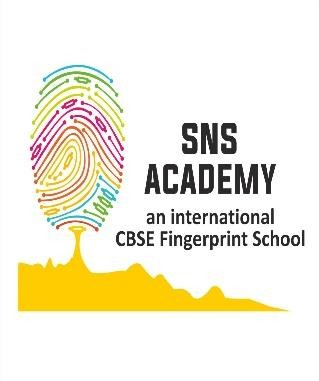 SNS
ACADEMY
an international
CBSE Fingerprint School